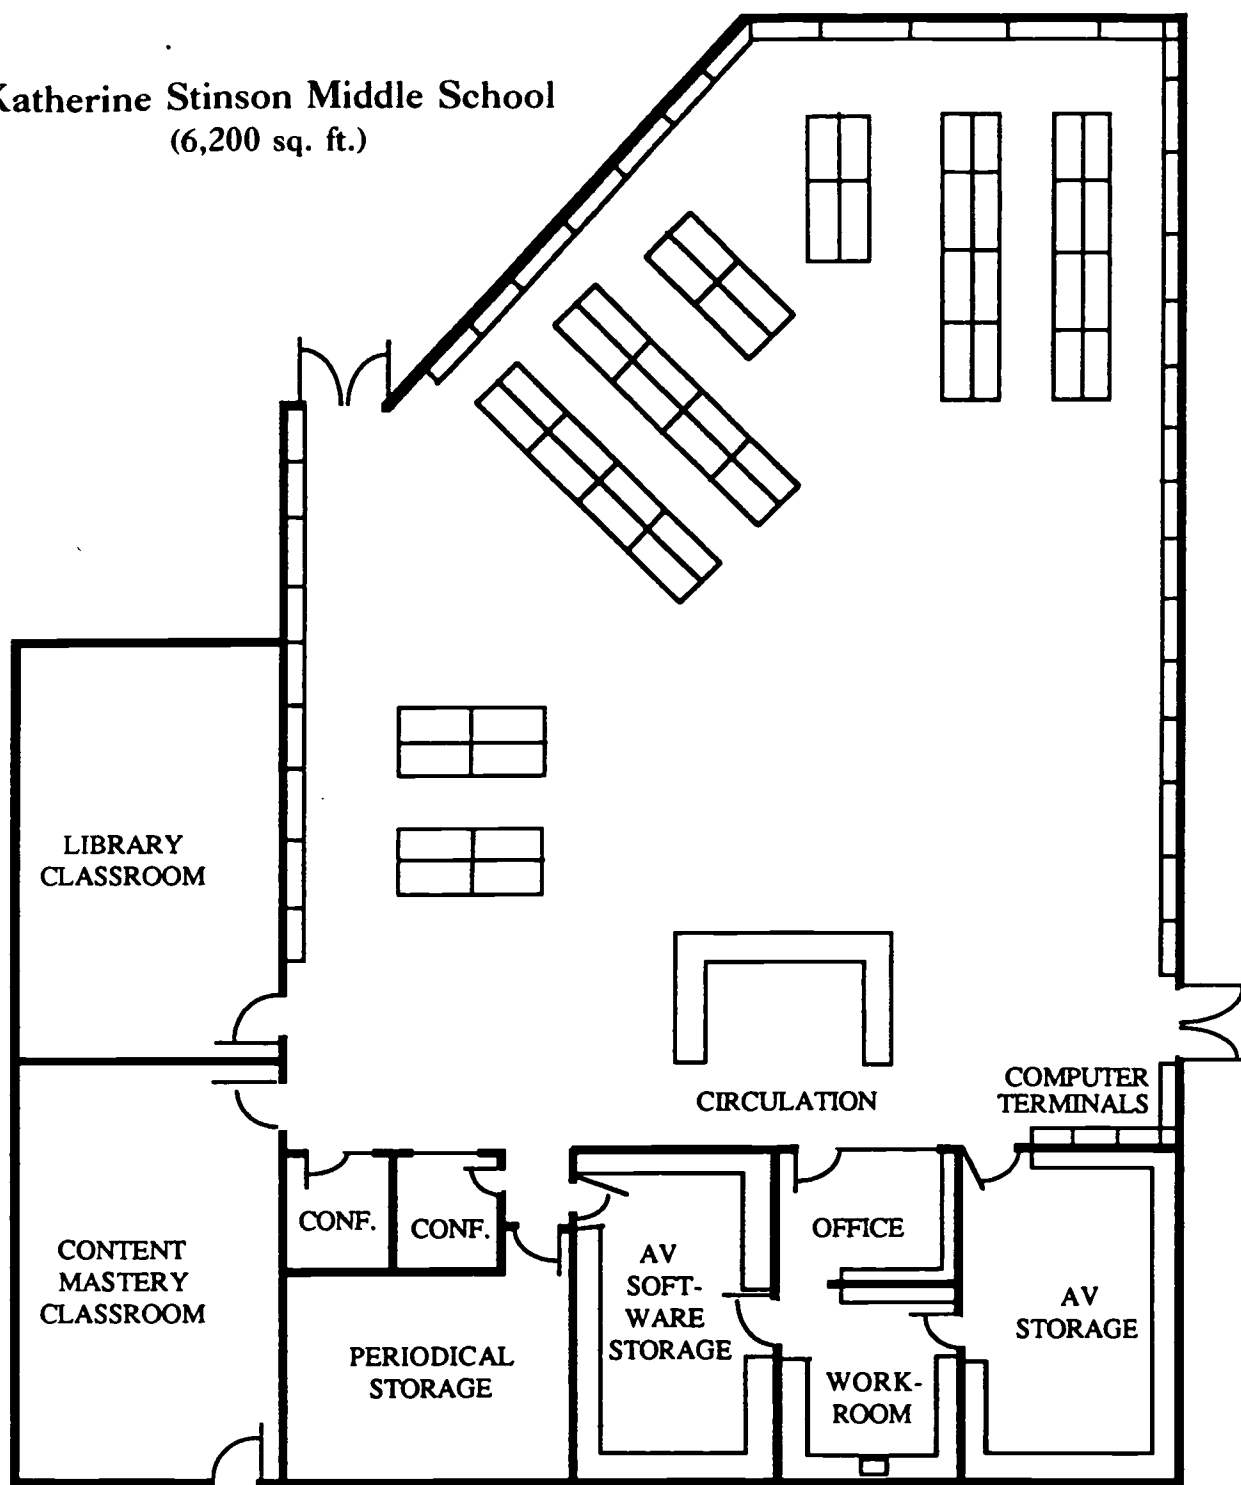 Katherine Stinson Middle School
(6,200 sq. ft.)
LIBRARY
CLASSROOM
CIRCULATION
COMPUTER
TERMINALS
CONF.
CONF.
OFFICE
CONTENT
MASTERY
CLASSROOM
AV
SOFT-
WARE
STORAGE
AV
STORAGE
PERIODICAL
STORAGE
WORK-
ROOM